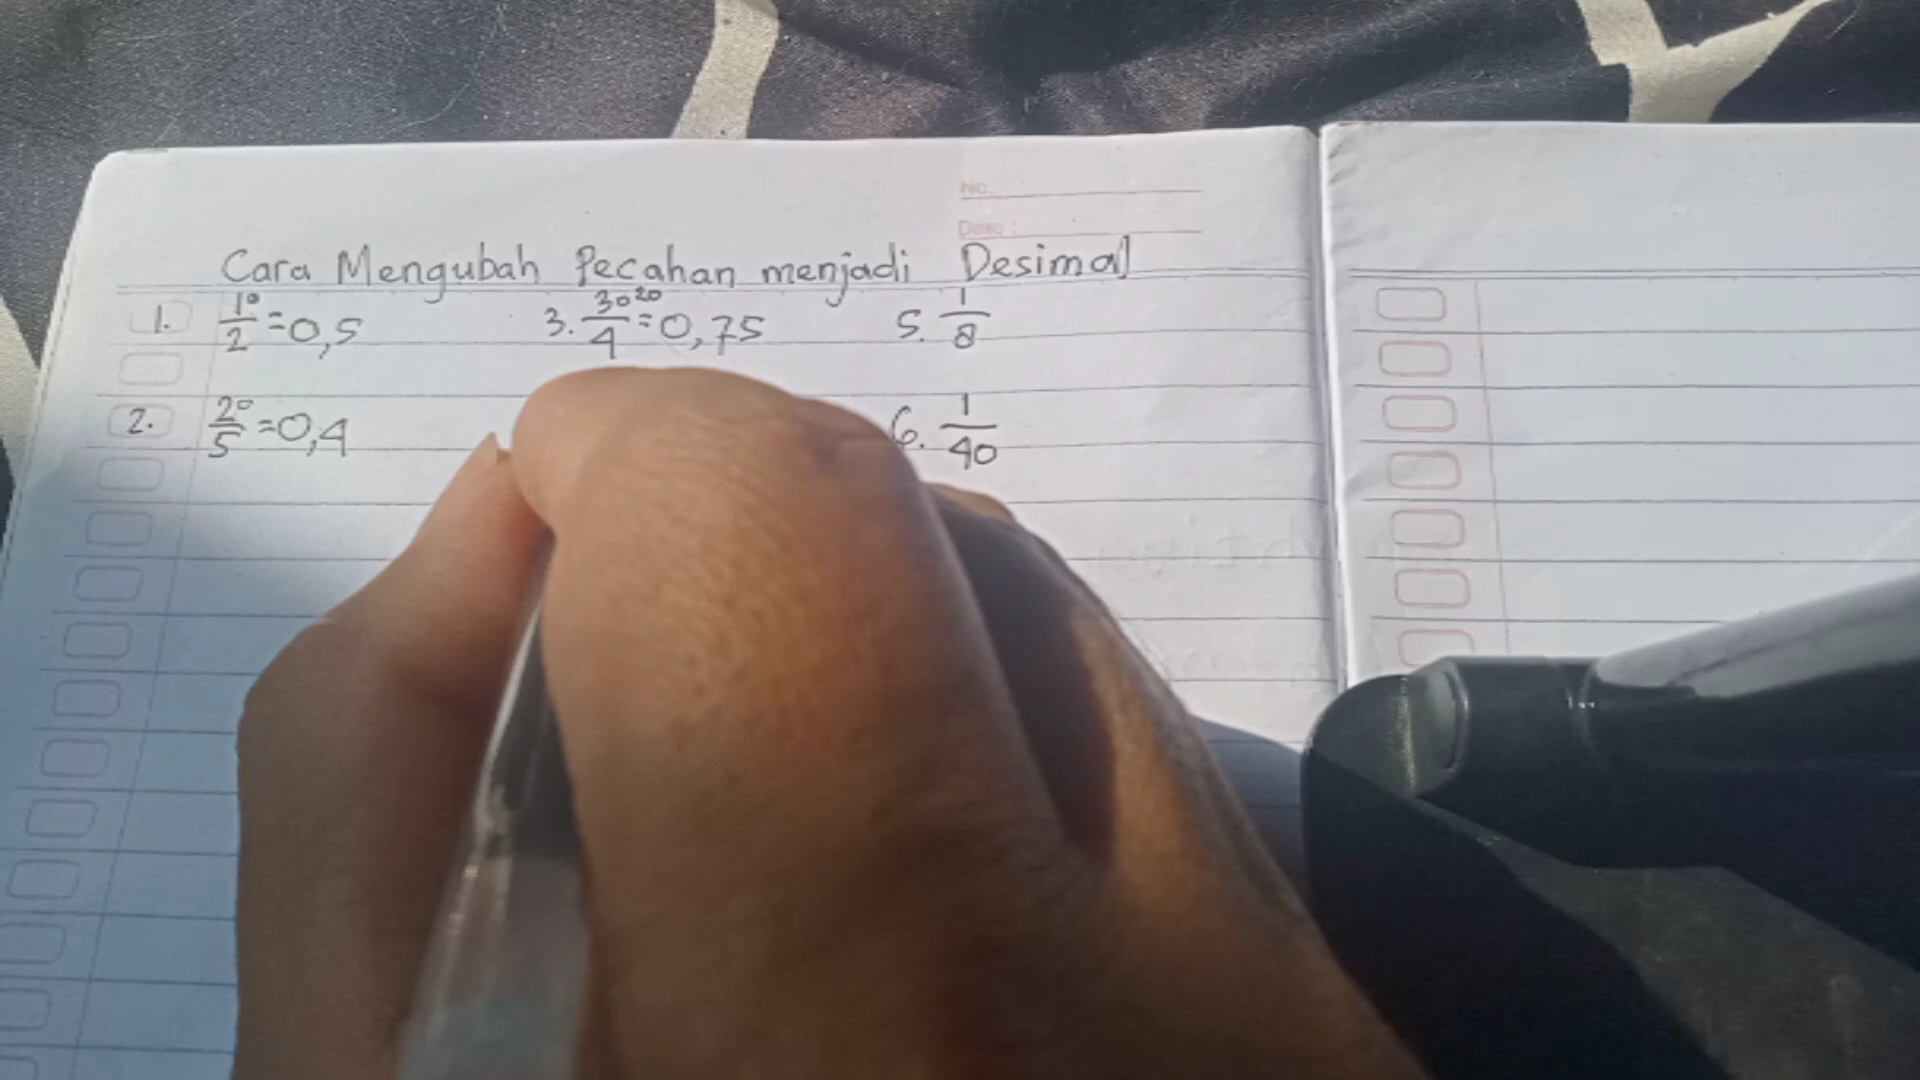 No.
Date :
Cara Mengubah Pecahan menjadi Desimal
1. 1⁰/2 = 0,5
3. 3⁰²⁰/4 = 0,75
5. 1/8
2. 2⁰/5 = 0,4
6. 1/40